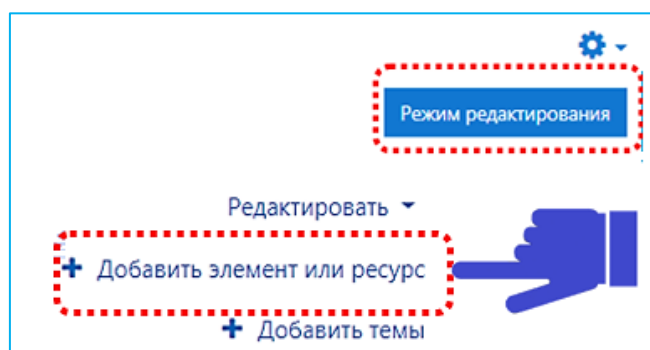 Режим редактирования
Редактировать
Добавить элемент или ресурс
Добавить темы